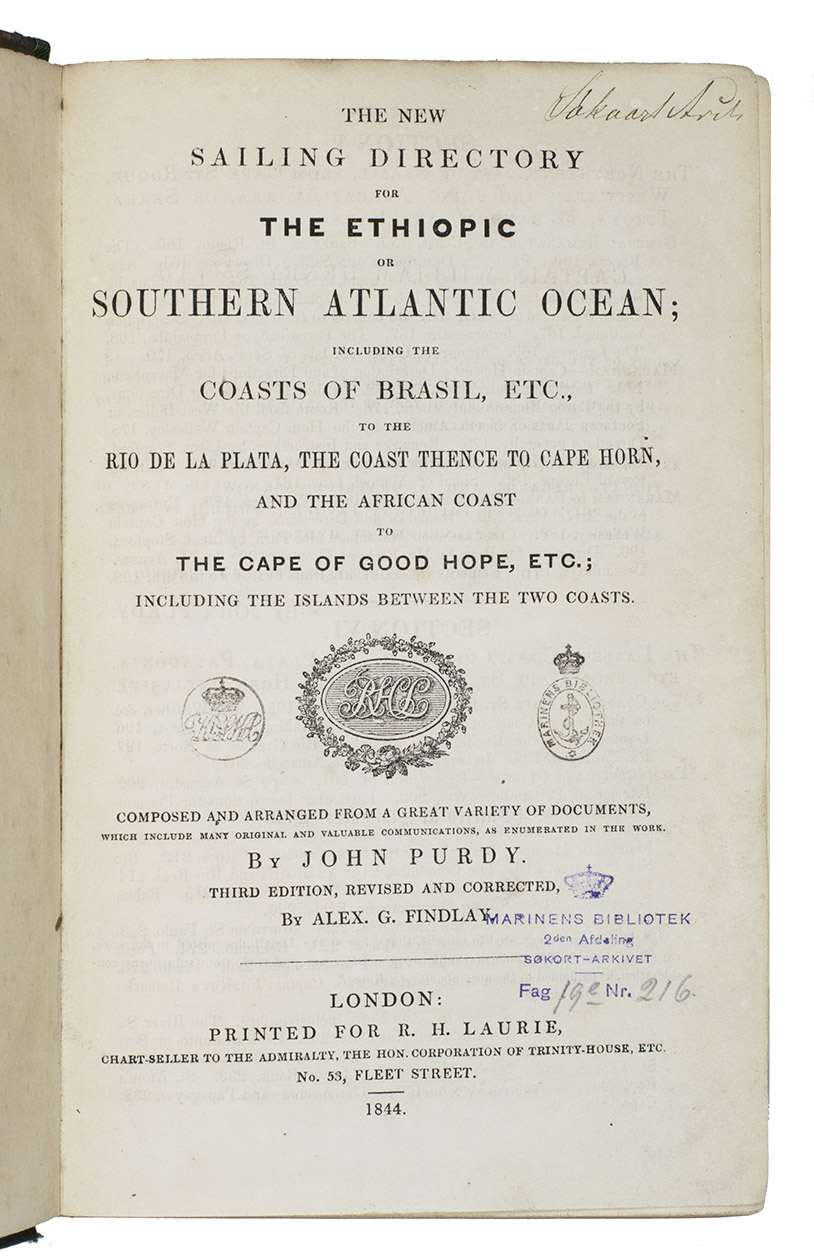 THE NEW
SAILING DIRECTORY
FOR
THE ETHIOPIC
OR
SOUTHERN ATLANTIC OCEAN;
INCLUDING THE
COASTS OF BRASIL, ETC.,
TO THE
RIO DE LA PLATA, THE COAST THENCE TO CAPE HORN,
AND THE AFRICAN COAST
TO
THE CAPE OF GOOD HOPE, ETC.;
INCLUDING THE ISLANDS BETWEEN THE TWO COASTS.
MARINENS BIBLIOTHEK
COMPOSED AND ARRANGED FROM A GREAT VARIETY OF DOCUMENTS,
WHICH INCLUDE MANY ORIGINAL AND VALUABLE COMMUNICATIONS, AS ENUMERATED IN THE WORK.
BY JOHN PURDY.
THIRD EDITION, REVISED AND CORRECTED,
BY ALEX. G. FINDLAY.
MARINENS BIBLIOTEK
2den Afdeling
SØKORT-ARKIVET
Fag 19e Nr. 216.
LONDON:
PRINTED FOR R. H. LAURIE,
CHART-SELLER TO THE ADMIRALTY, THE HON. CORPORATION OF TRINITY-HOUSE, ETC.
No. 53, FLEET STREET.
1844.